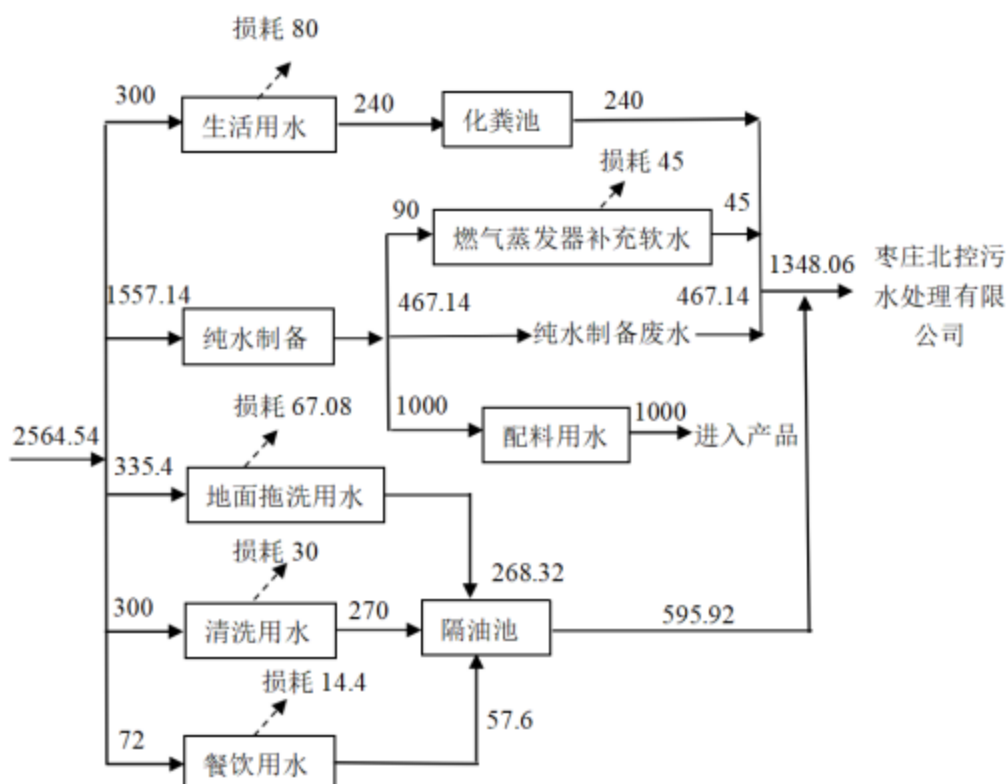 损耗 80
300
生活用水
240
化粪池
240
损耗 45
90
燃气蒸发器补充软水
45
1348.06
枣庄北控污
水处理有限
公司
1557.14
纯水制备
467.14
纯水制备废水
467.14
损耗 67.08
1000
配料用水
1000
进入产品
2564.54
335.4
地面拖洗用水
损耗 30
268.32
300
清洗用水
270
隔油池
595.92
损耗 14.4
57.6
72
餐饮用水